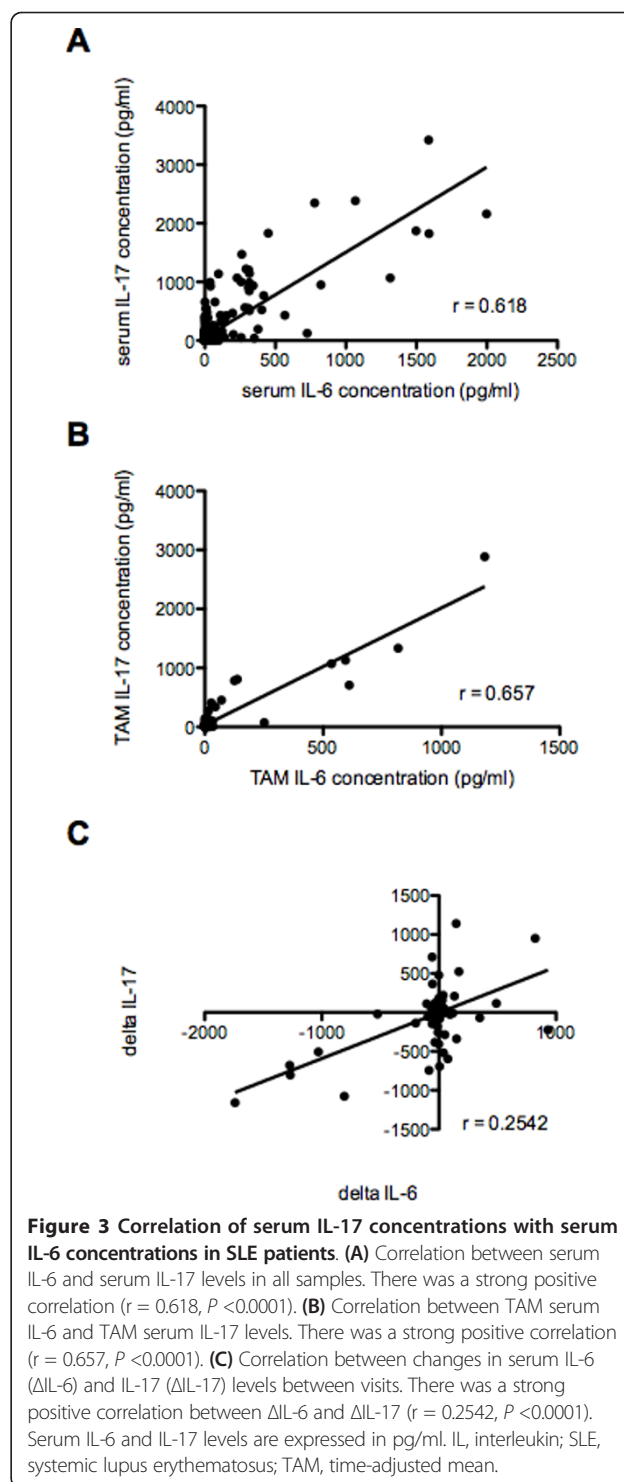 A
4000
3000
2000
1000
0
serum IL-17 concentration (pg/ml)
r = 0.618
0 500 1000 1500 2000 2500
serum IL-6 concentration (pg/ml)
B
4000
3000
2000
1000
0
TAM IL-17 concentration (pg/ml)
r = 0.657
0 500 1000 1500
TAM IL-6 concentration (pg/ml)
C
1500
1000
500
delta IL-17
-2000 -1000 1000
-500
-1000
-1500
r = 0.2542
delta IL-6
Figure 3 Correlation of serum IL-17 concentrations with serum
IL-6 concentrations in SLE patients. (A) Correlation between serum
IL-6 and serum IL-17 levels in all samples. There was a strong positive
correlation (r = 0.618, P <0.0001). (B) Correlation between TAM serum
IL-6 and TAM serum IL-17 levels. There was a strong positive correlation
(r = 0.657, P <0.0001). (C) Correlation between changes in serum IL-6
(ΔIL-6) and IL-17 (ΔIL-17) levels between visits. There was a strong
positive correlation between ΔIL-6 and ΔIL-17 (r = 0.2542, P <0.0001).
Serum IL-6 and IL-17 levels are expressed in pg/ml. IL, interleukin; SLE,
systemic lupus erythematosus; TAM, time-adjusted mean.